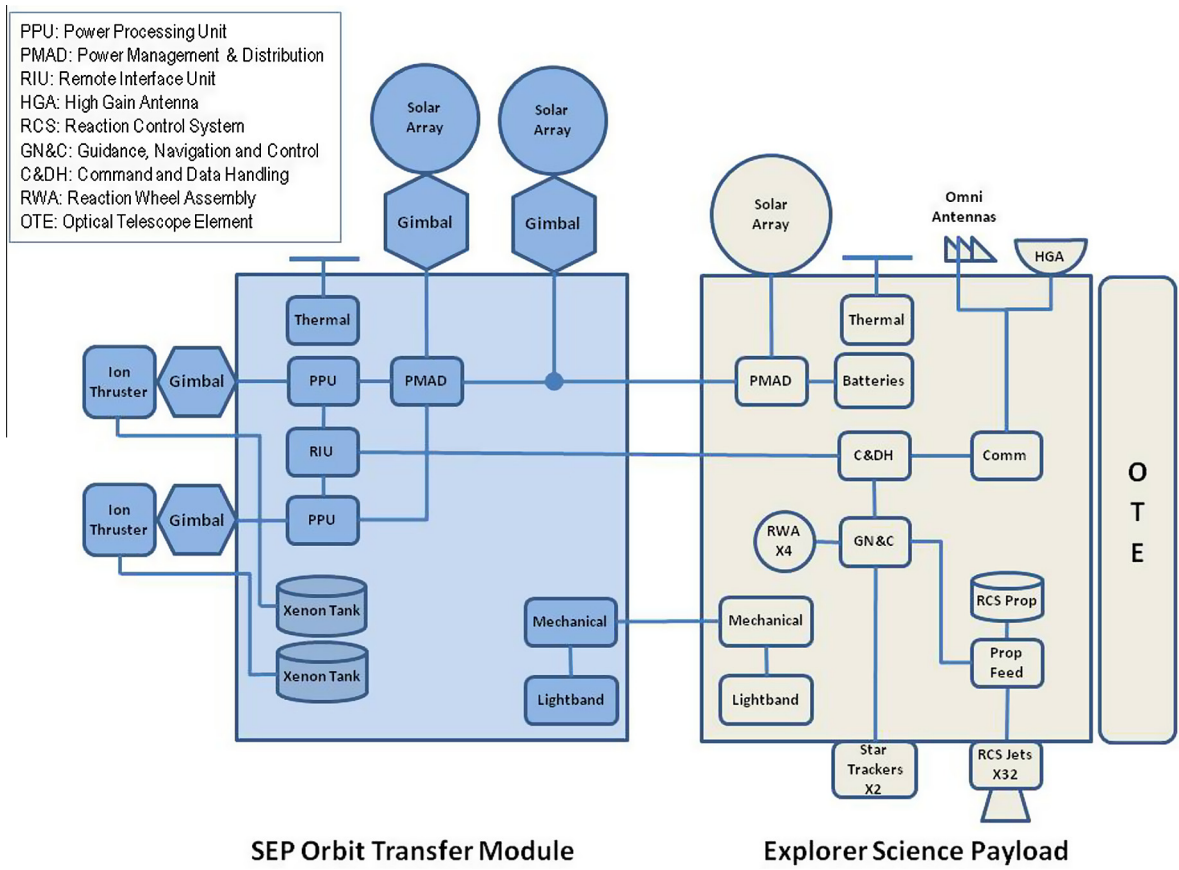 PPU: Power Processing Unit
PMAD: Power Management & Distribution
RIU: Remote Interface Unit
HGA: High Gain Antenna
RCS: Reaction Control System
GN&C: Guidance, Navigation and Control
C&DH: Command and Data Handling
RWA: Reaction Wheel Assembly
OTE: Optical Telescope Element
Solar
Array
Solar
Array
Gimbal
Gimbal
Thermal
Ion
Thruster
Gimbal
PPU
PMAD
RIU
Ion
Thruster
Gimbal
PPU
Xenon Tank
Xenon Tank
Mechanical
Lightband
SEP Orbit Transfer Module
Solar
Array
Omni
Antennas
HGA
Thermal
PMAD
Batteries
C&DH
Comm
RWA
X4
GN&C
RCS Prop
Prop
Feed
Mechanical
Lightband
Star
Trackers
X2
RCS Jets
X32
O
T
E
Explorer Science Payload